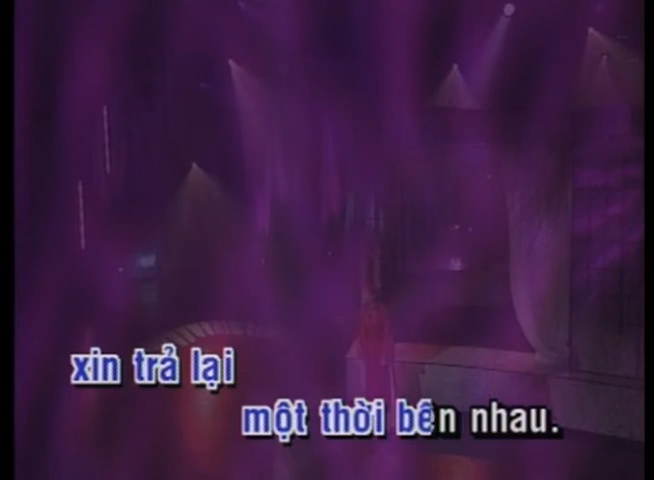 xin trả lại
một thời bên nhau.